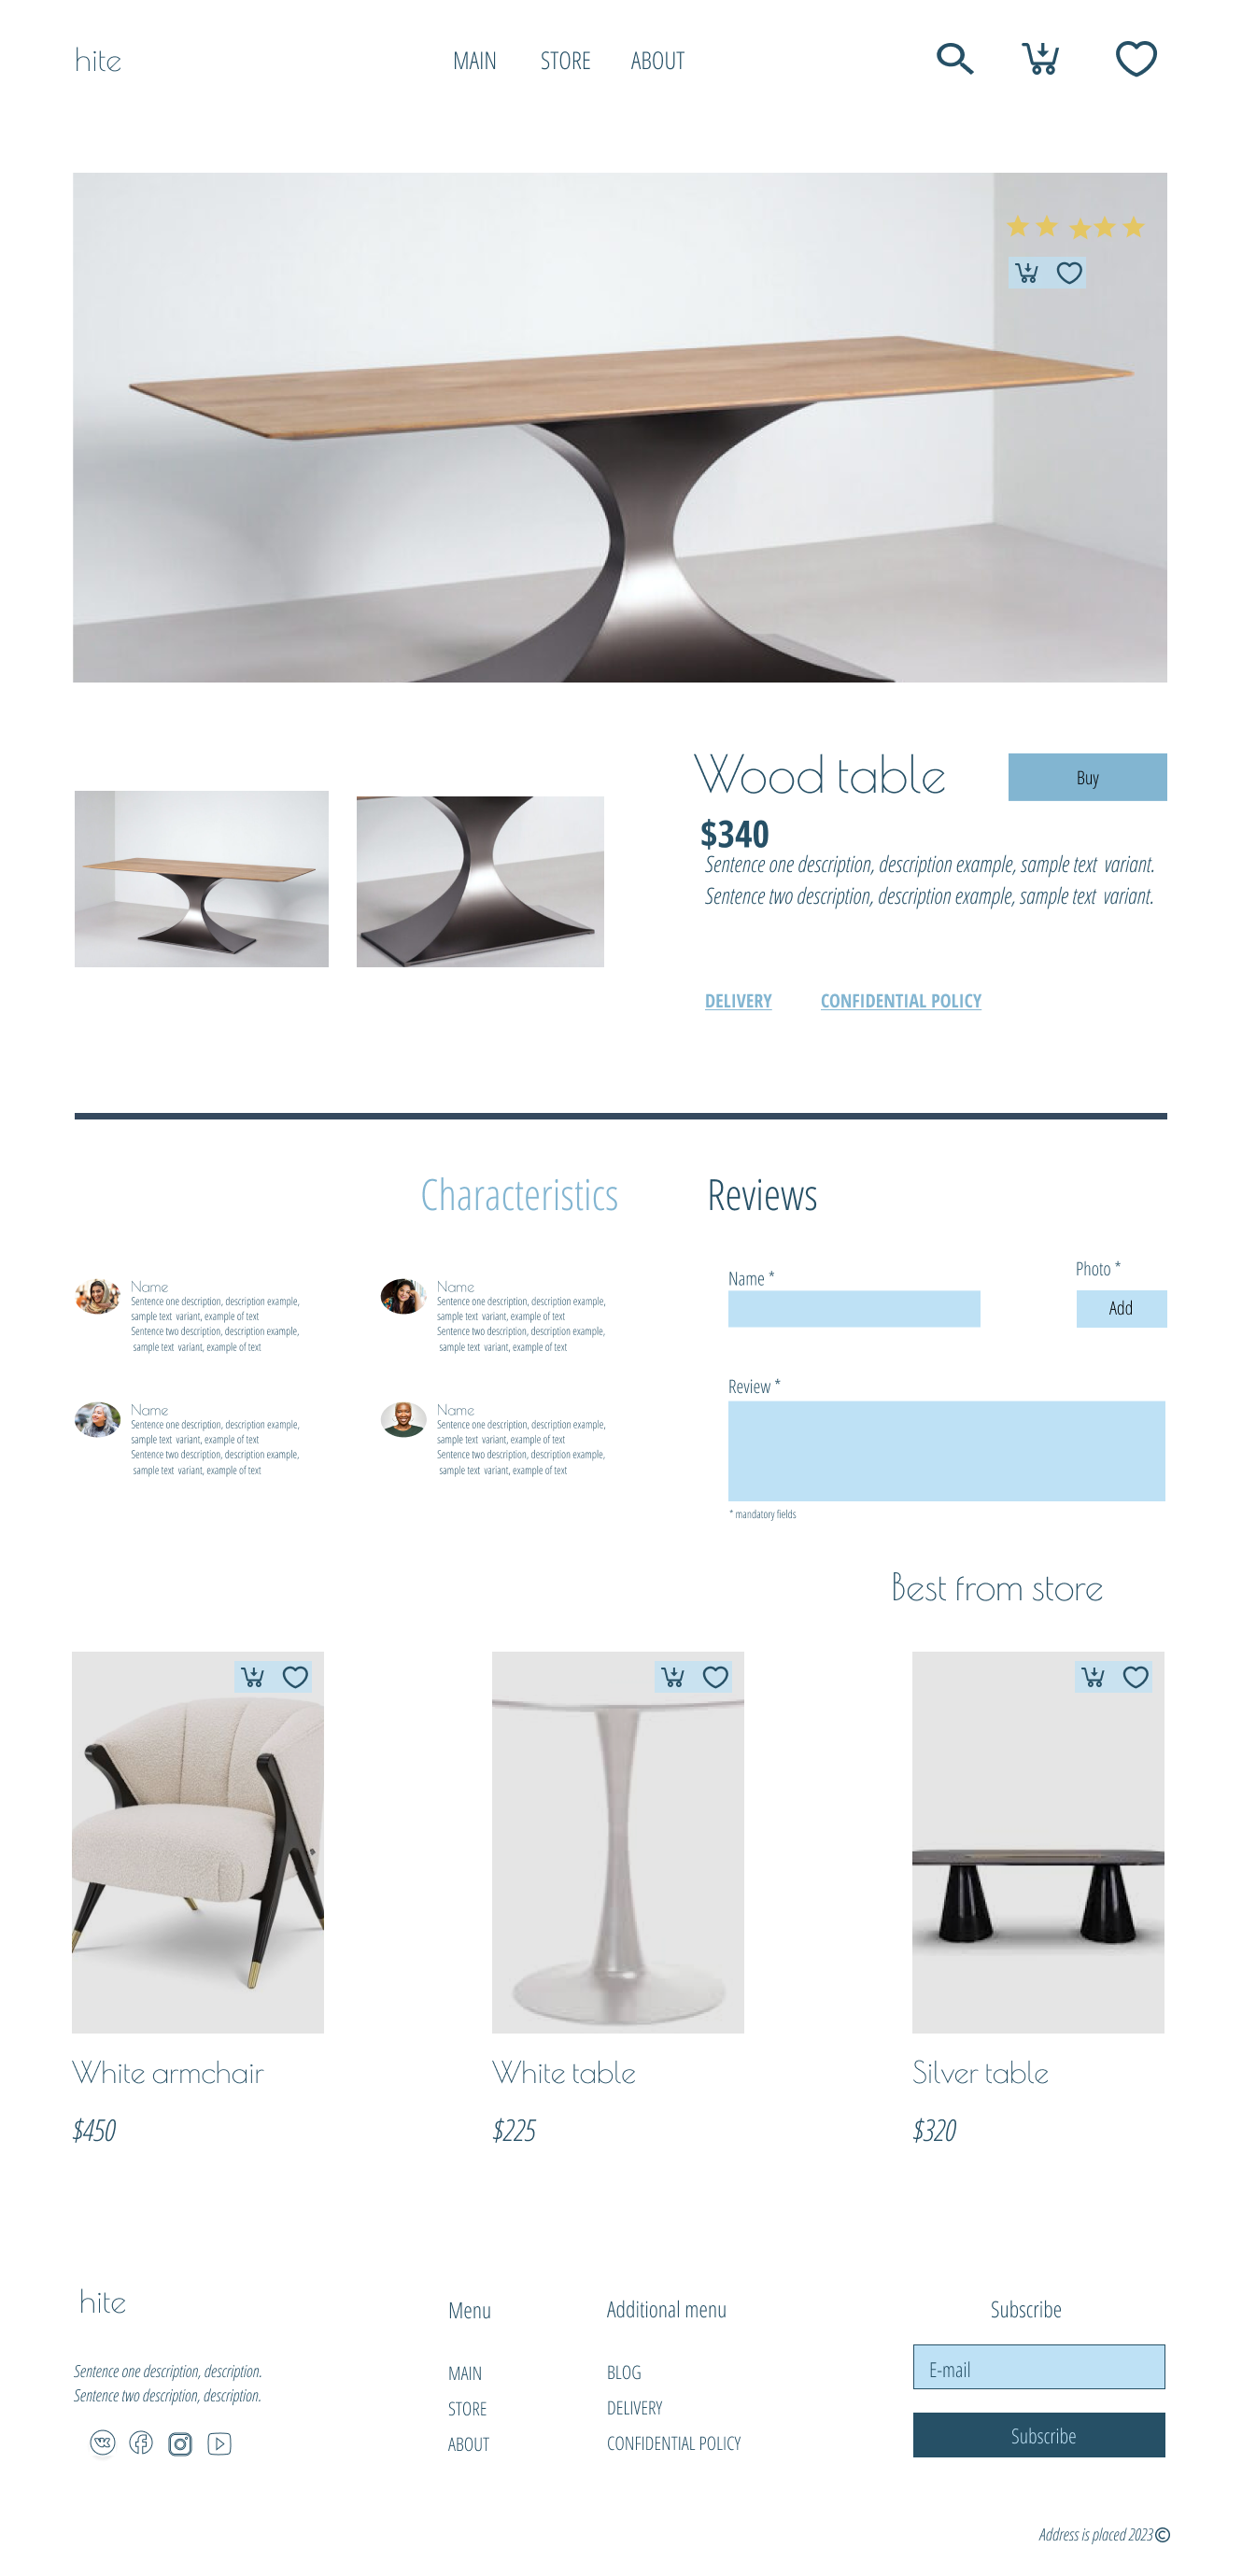 hite
MAIN STORE ABOUT
Wood table
Buy
$340
Sentence one description, description example, sample text variant.
Sentence two description, description example, sample text variant.
DELIVERY CONFIDENTIAL POLICY
Characteristics Reviews
Name
Sentence one description, description example,
sample text variant, example of text
Sentence two description, description example,
sample text variant, example of text
Name
Sentence one description, description example,
sample text variant, example of text
Sentence two description, description example,
sample text variant, example of text
Name
Sentence one description, description example,
sample text variant, example of text
Sentence two description, description example,
sample text variant, example of text
Name
Sentence one description, description example,
sample text variant, example of text
Sentence two description, description example,
sample text variant, example of text
Name *
Photo *
Add
Review *
* mandatory fields
Best from store
White armchair
$450
White table
$225
Silver table
$320
hite
Sentence one description, description.
Sentence two description, description.
Menu
MAIN
STORE
ABOUT
Additional menu
BLOG
DELIVERY
CONFIDENTIAL POLICY
Subscribe
E-mail
Subscribe
Address is placed 2023©